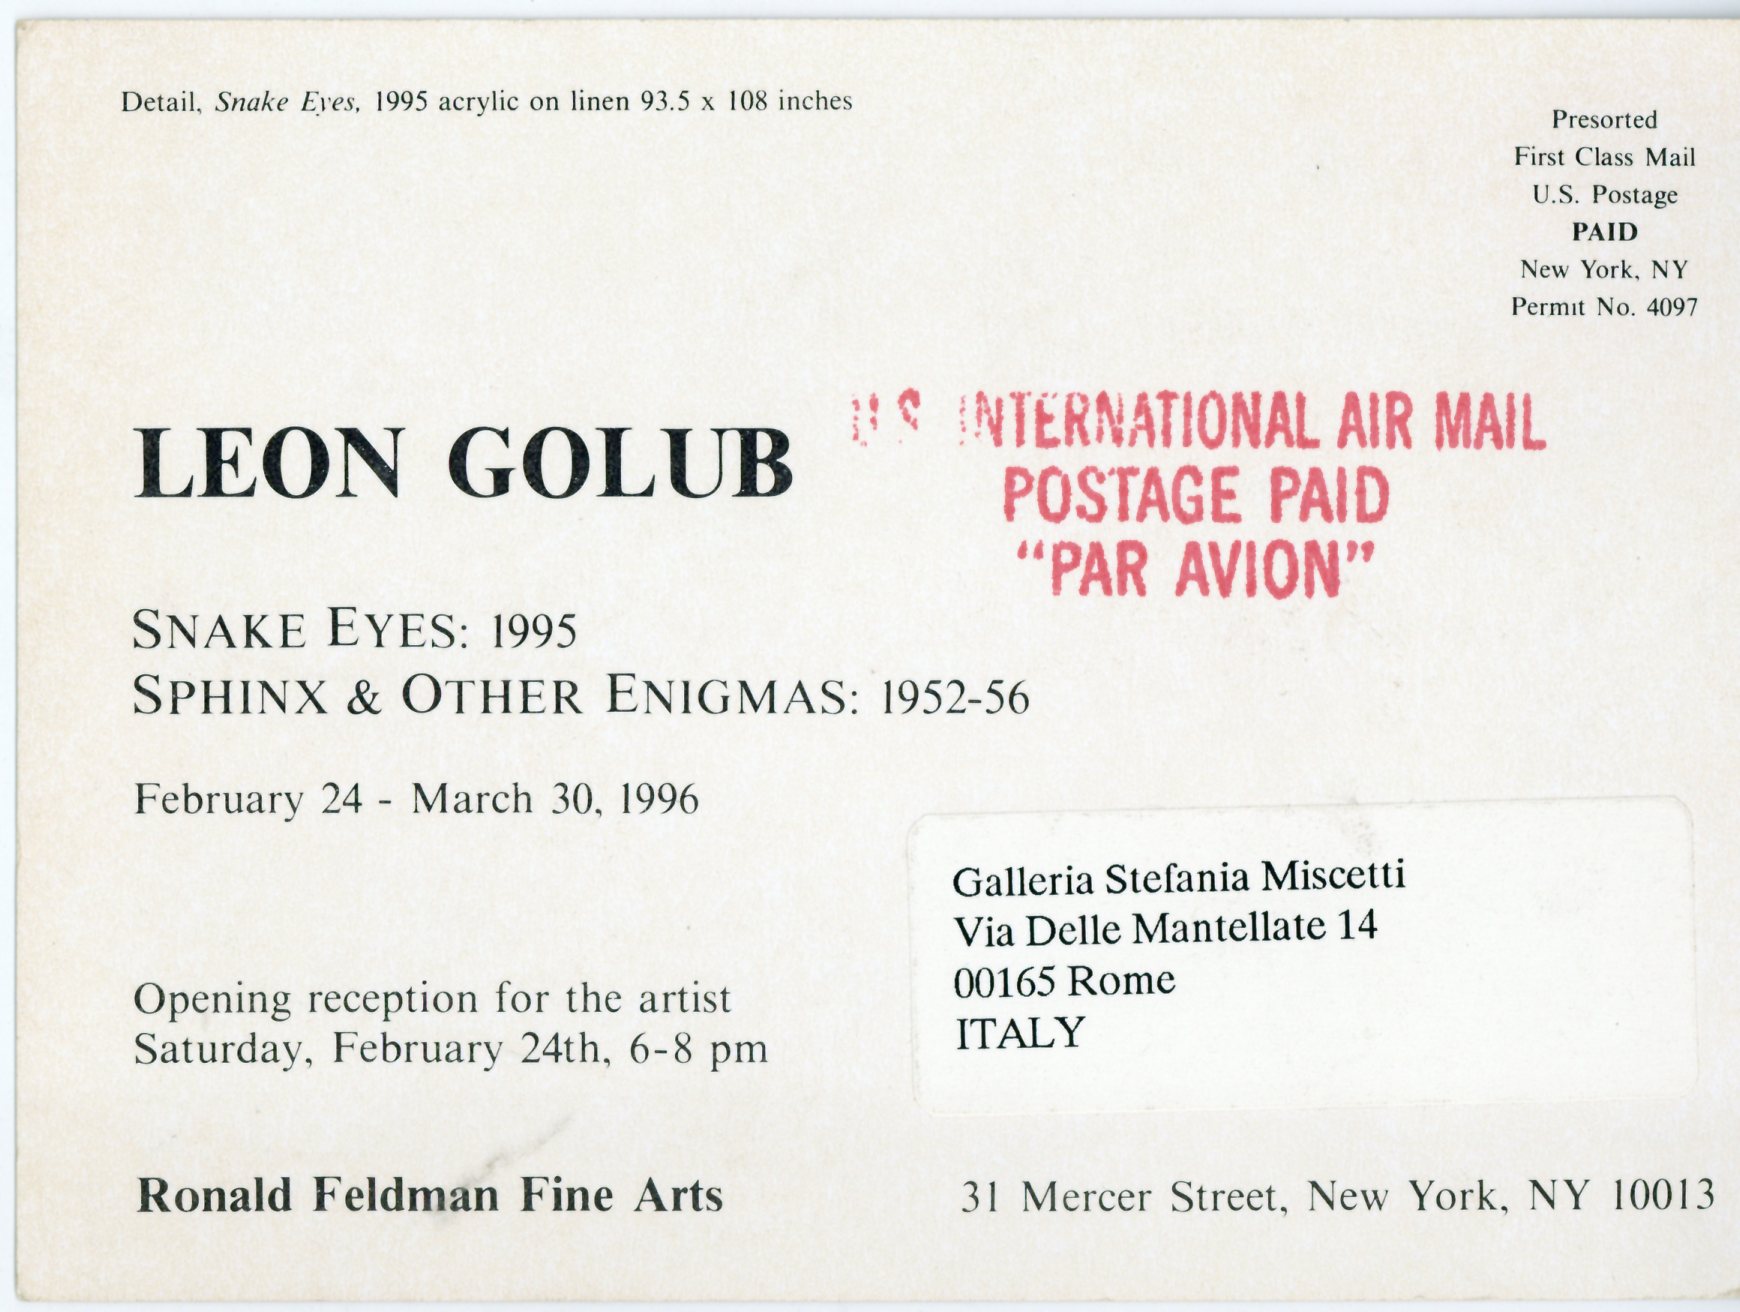 Detail, Snake Eyes, 1995 acrylic on linen 93.5 x 108 inches
Presorted
First Class Mail
U.S. Postage
PAID
New York, NY
Permit No. 4097
LEON GOLUB
U.S. INTERNATIONAL AIR MAIL
POSTAGE PAID
"PAR AVION"
SNAKE EYES: 1995
SPHINX & OTHER ENIGMAS: 1952-56
February 24 - March 30, 1996
Galleria Stefania Miscetti
Via Delle Mantellate 14
00165 Rome
ITALY
Opening reception for the artist
Saturday, February 24th, 6-8 pm
Ronald Feldman Fine Arts
31 Mercer Street, New York, NY 10013